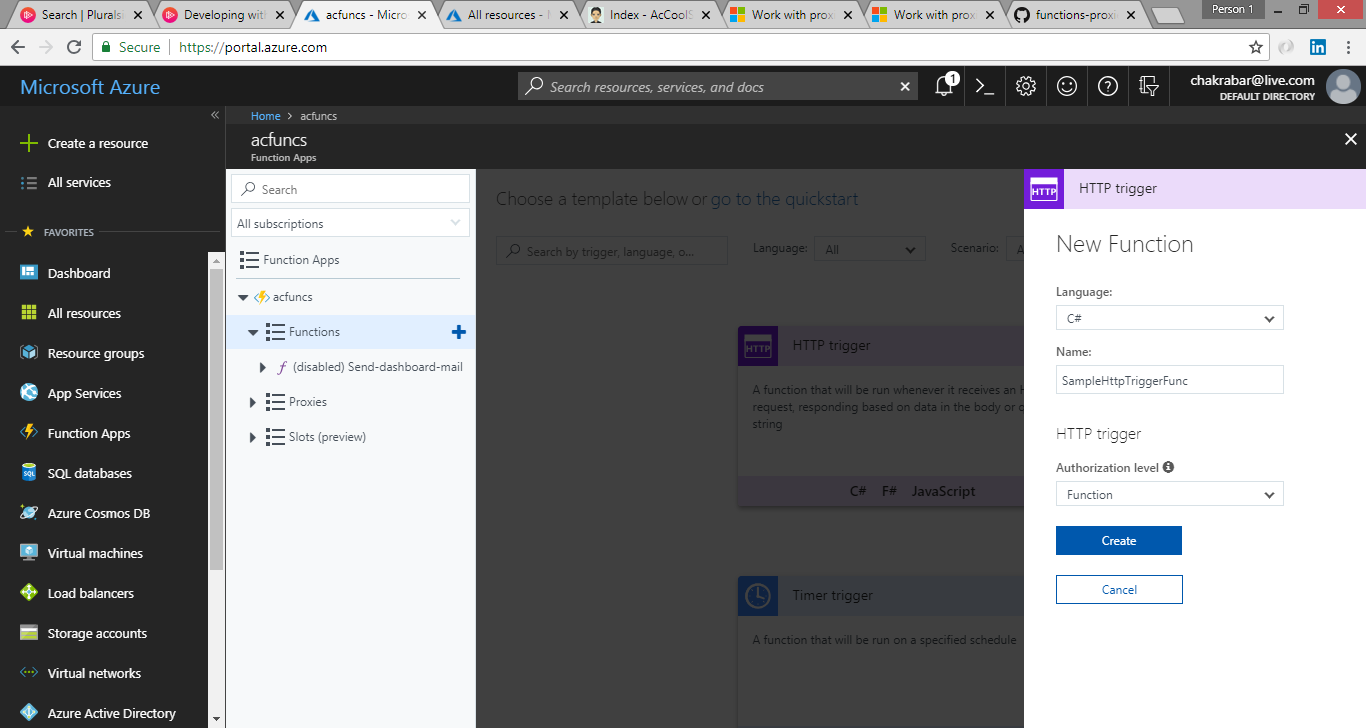 Search | Pluralsi
Developing with
acfuncs - Micro
All resources -
Index - AcCoolS
Work with prox
Work with prox
functions-proxi
Person 1
Secure
https://portal.azure.com
Microsoft Azure
Search resources, services, and docs
1
chakrabar@live.com
DEFAULT DIRECTORY
Create a resource
All services
FAVORITES
Dashboard
All resources
Resource groups
App Services
Function Apps
SQL
SQL databases
Azure Cosmos DB
Virtual machines
Load balancers
Storage accounts
Virtual networks
Azure Active Directory
Home > acfuncs
acfuncs
Function Apps
Search
All subscriptions
Function Apps
acfuncs
Functions
(disabled) Send-dashboard-mail
Proxies
Slots (preview)
Choose a template below or go to the quickstart
Search by trigger, language, o...
Language:
All
Scenario:
HTTP
HTTP trigger
A function that will be run whenever it receives an
request, responding based on data in the body or
string
C# F# JavaScript
Timer trigger
A function that will be run on a specified schedule
HTTP
HTTP trigger
New Function
Language:
C#
Name:
SampleHttpTriggerFunc
HTTP trigger
Authorization level
Function
Create
Cancel